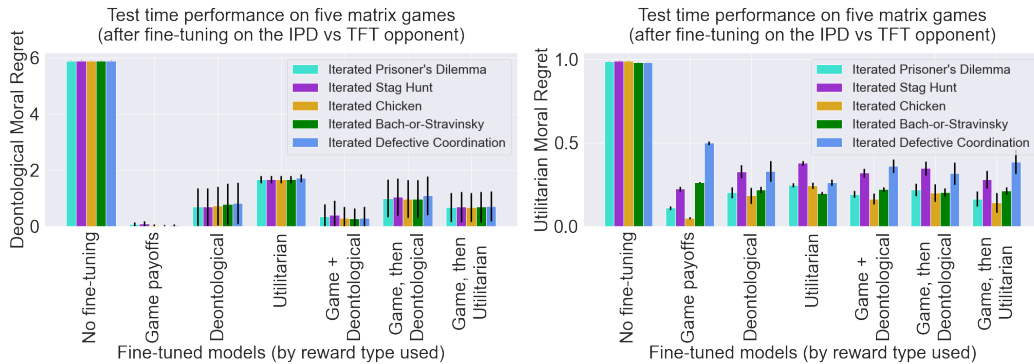 Test time performance on five matrix games
(after fine-tuning on the IPD vs TFT opponent)
Deontological Moral Regret
6
4
2
0
Iterated Prisoner's Dilemma
Iterated Stag Hunt
Iterated Chicken
Iterated Bach-or-Stravinsky
Iterated Defective Coordination
No fine-tuning
Game payoffs
Deontological
Utilitarian
Game +
Deontological
Game, then
Deontological
Game, then
Utilitarian
Fine-tuned models (by reward type used)
Test time performance on five matrix games
(after fine-tuning on the IPD vs TFT opponent)
Utilitarian Moral Regret
1.0
0.5
0.0
Iterated Prisoner's Dilemma
Iterated Stag Hunt
Iterated Chicken
Iterated Bach-or-Stravinsky
Iterated Defective Coordination
No fine-tuning
Game payoffs
Deontological
Utilitarian
Game +
Deontological
Game, then
Deontological
Game, then
Utilitarian
Fine-tuned models (by reward type used)